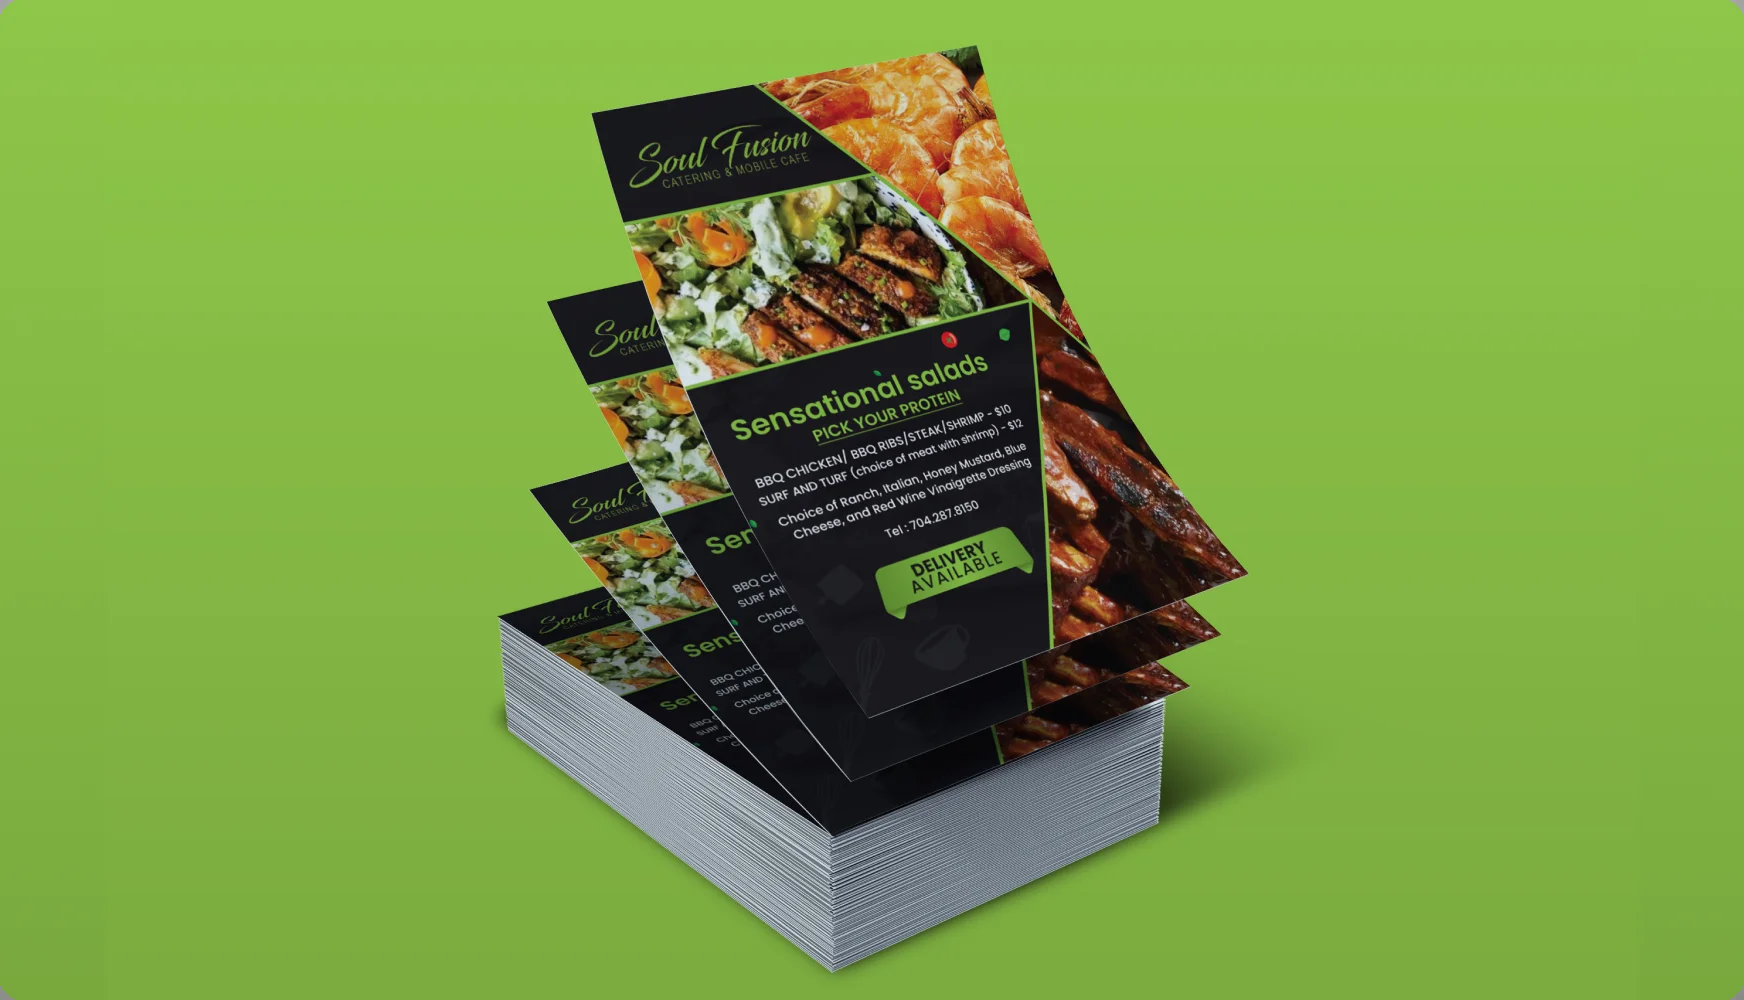 Soul Fusion
CATERING & MOBILE CAFE
Sensational salads
PICK YOUR PROTEIN
BBQ CHICKEN/ BBQ RIBS/STEAK/SHRIMP - $10
SURF AND TURF (choice of meat with shrimp) - $12
Choice of Ranch, Italian, Honey Mustard, Blue
Cheese, and Red Wine Vinaigrette Dressing
Tel : 704.287.8150
DELIVERY
AVAILABLE
Soul
CATERIN
Sen
BBQ CH
SURF AN
Choice
Chee
Soul F
CATERING &
Sens
BBQ CHIC
SURF AND
Choice o
Cheese
Soul F
Sen
BBQ C
SURF